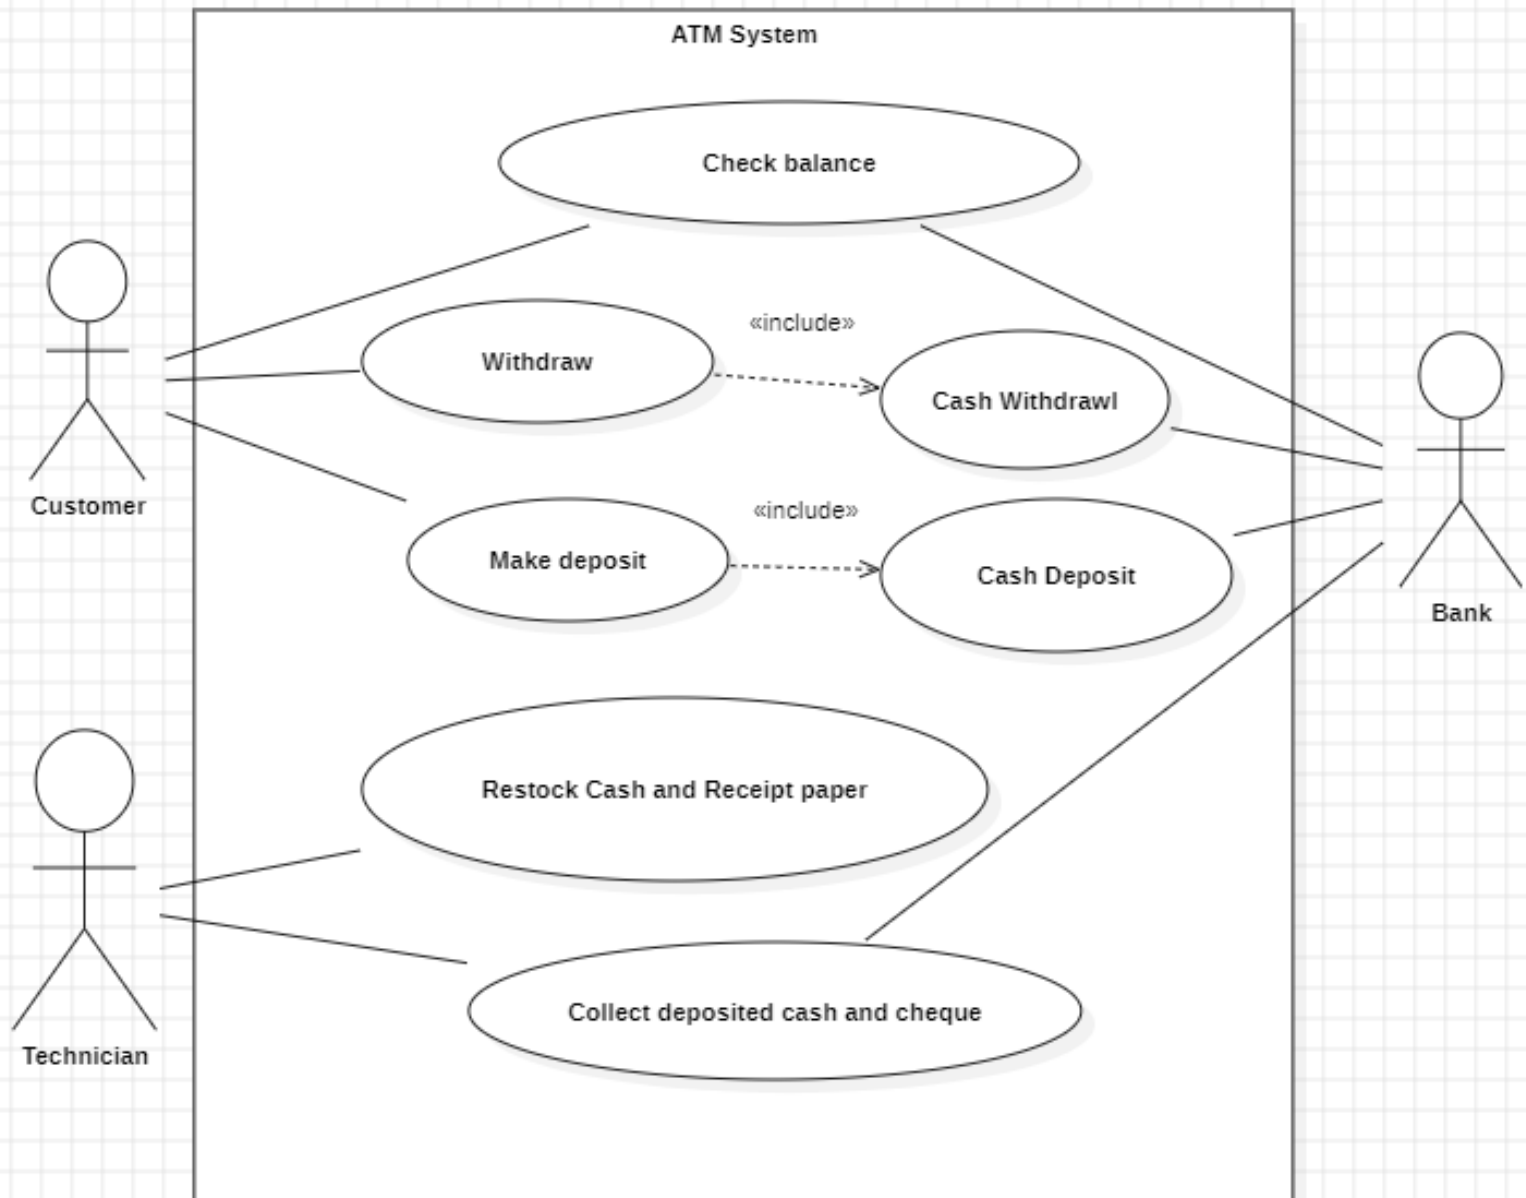 ATM System
Check balance
«include»
Withdraw
Cash Withdrawl
Customer
«include»
Make deposit
Cash Deposit
Bank
Restock Cash and Receipt paper
Collect deposited cash and cheque
Technician